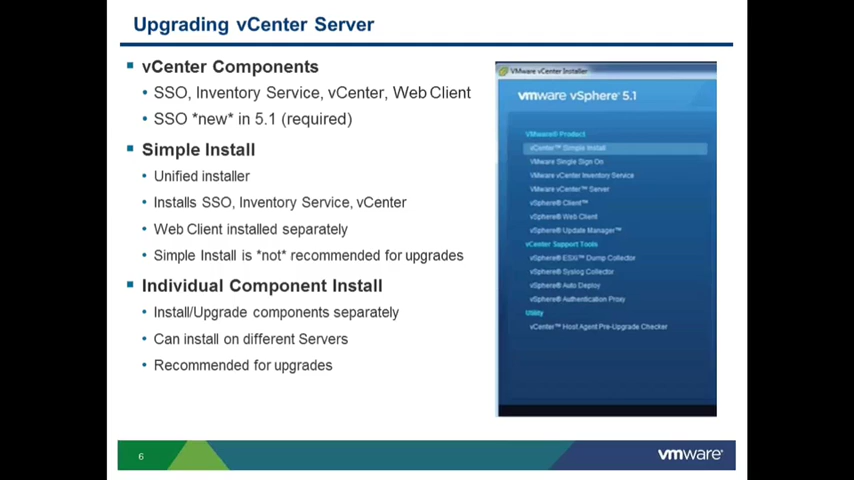 Upgrading vCenter Server
vCenter Components
SSO, Inventory Service, vCenter, Web Client
SSO *new* in 5.1 (required)
Simple Install
Unified installer
Installs SSO, Inventory Service, vCenter
Web Client installed separately
Simple Install is *not* recommended for upgrades
Individual Component Install
Install/Upgrade components separately
Can install on different Servers
Recommended for upgrades
VMware vCenter Installer
vmware vSphere® 5.1
VMware® Product
vCenter™ Simple Install
VMware Single Sign On
VMware vCenter Inventory Service
VMware vCenter™ Server
vSphere® Client™
vSphere® Web Client
vSphere® Update Manager™
vCenter Support Tools
vSphere® ESXi™ Dump Collector
vSphere® Syslog Collector
vSphere® Auto Deploy
vSphere® Authentication Proxy
Utility
vCenter™ Host Agent Pre-Upgrade Checker
6
vmware®